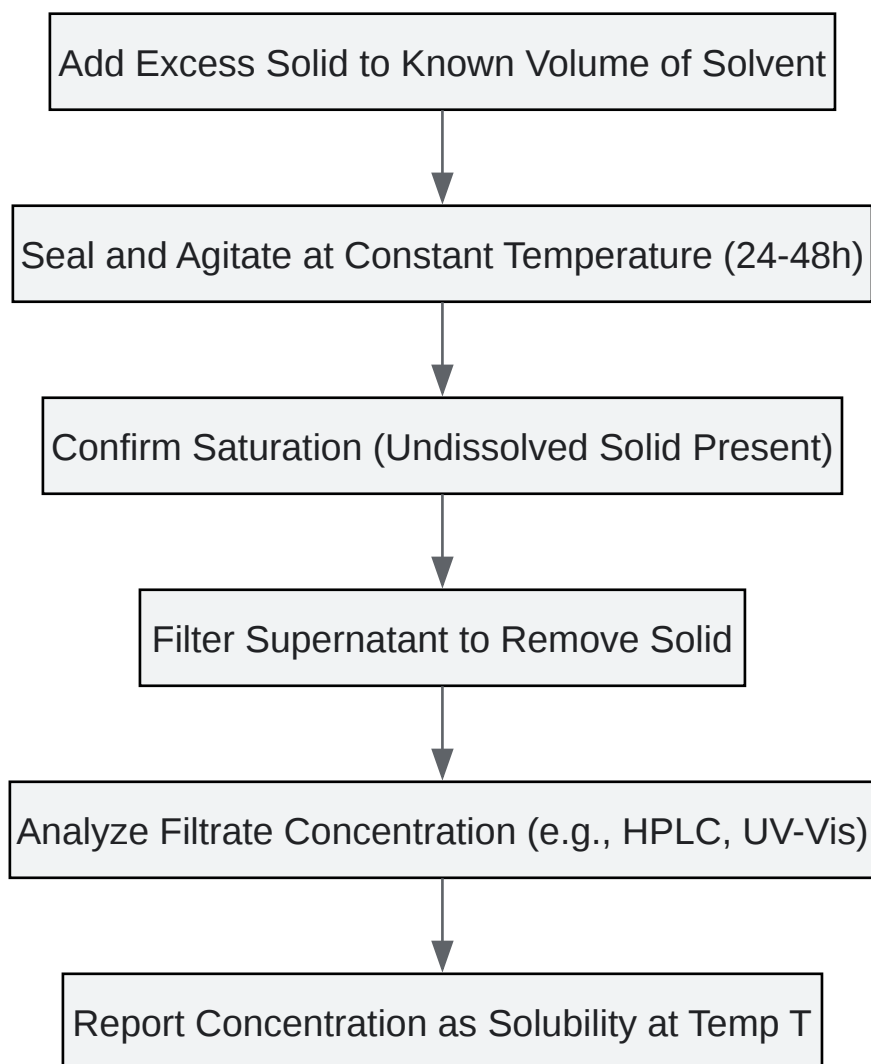 Add Excess Solid to Known Volume of Solvent
Seal and Agitate at Constant Temperature (24-48h)
Confirm Saturation (Undissolved Solid Present)
Filter Supernatant to Remove Solid
Analyze Filtrate Concentration (e.g., HPLC, UV-Vis)
Report Concentration as Solubility at Temp T